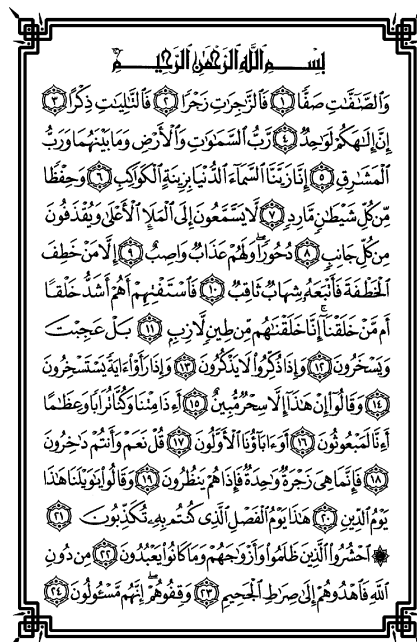 بِسْمِ ٱللَّهِ ٱلرَّحْمَٰنِ ٱلرَّحِيمِ
وَٱلصَّٰٓفَّٰتِ صَفًّا ١ فَٱلزَّٰجِرَٰتِ زَجْرًا ٢ فَٱلتَّٰلِيَٰتِ ذِكْرًا ٣
إِنَّ إِلَٰهَكُمْ لَوَٰحِدٌ ٤ رَّبُّ ٱلسَّمَٰوَٰتِ وَٱلْأَرْضِ وَمَا بَيْنَهُمَا وَرَبُّ
ٱلْمَشَٰرِقِ ٥ إِنَّا زَيَّنَّا ٱلسَّمَآءَ ٱلدُّنْيَا بِزِينَةٍ ٱلْكَوَاكِبِ ٦ وَحِفْظًا
مِّن كُلِّ شَيْطَٰنٍ مَّارِدٍ ٧ لَّا يَسَّمَّعُونَ إِلَى ٱلْمَلَإِ ٱلْأَعْلَىٰ وَيُقْذَفُونَ
مِن كُلِّ جَانِبٍ ٨ دُحُورًا ۖ وَلَهُمْ عَذَابٌ وَاصِبٌ ٩ إِلَّا مَنْ خَطِفَ
ٱلْخَطْفَةَ فَأَتْبَعَهُۥ شِهَابٌ ثَاقِبٌ ١٠ فَٱسْتَفْتِهِمْ أَهُمْ أَشَدُّ خَلْقًا
أَم مَّنْ خَلَقْنَآ ۚ إِنَّا خَلَقْنَٰهُم مِّن طِينٍ لَّازِبٍ ١١ بَلْ عَجِبْتَ
وَيَسْخَرُونَ ١٢ وَإِذَا ذُكِّرُوا۟ لَا يَذْكُرُونَ ١٣ وَإِذَا رَأَوْا۟ ءَايَةً يَسْتَسْخِرُونَ
١٤ وَقَالُوٓا۟ إِنْ هَٰذَآ إِلَّا سِحْرٌ مُّبِينٌ ١٥ أَءِذَا مِتْنَا وَكُنَّا تُرَابًا وَعِظَٰمًا
أَءِنَّا لَمَبْعُوثُونَ ١٦ أَوَءَابَآؤُنَا ٱلْأَوَّلُونَ ١٧ قُلْ نَعَمْ وَأَنتُمْ دَٰخِرُونَ
١٨ فَإِنَّمَا هِىَ زَجْرَةٌ وَٰحِدَةٌ فَإِذَا هُمْ يَنظُرُونَ ١٩ وَقَالُوا۟ يَٰوَيْلَنَا هَٰذَا
يَوْمُ ٱلدِّينِ ٢٠ هَٰذَا يَوْمُ ٱلْفَصْلِ ٱلَّذِى كُنتُم بِهِۦ تُكَذِّبُونَ ٢١
۞ ٱحْشُرُوا۟ ٱلَّذِينَ ظَلَمُوا۟ وَأَزْوَٰجَهُمْ وَمَا كَانُوا۟ يَعْبُدُونَ ٢٢ مِن دُونِ
ٱللَّهِ فَٱهْدُوهُمْ إِلَىٰ صِرَٰطِ ٱلْجَحِيمِ ٢٣ وَقِفُوهُمْ ۖ إِنَّهُم مَّسْـُٔولُونَ ٢٤